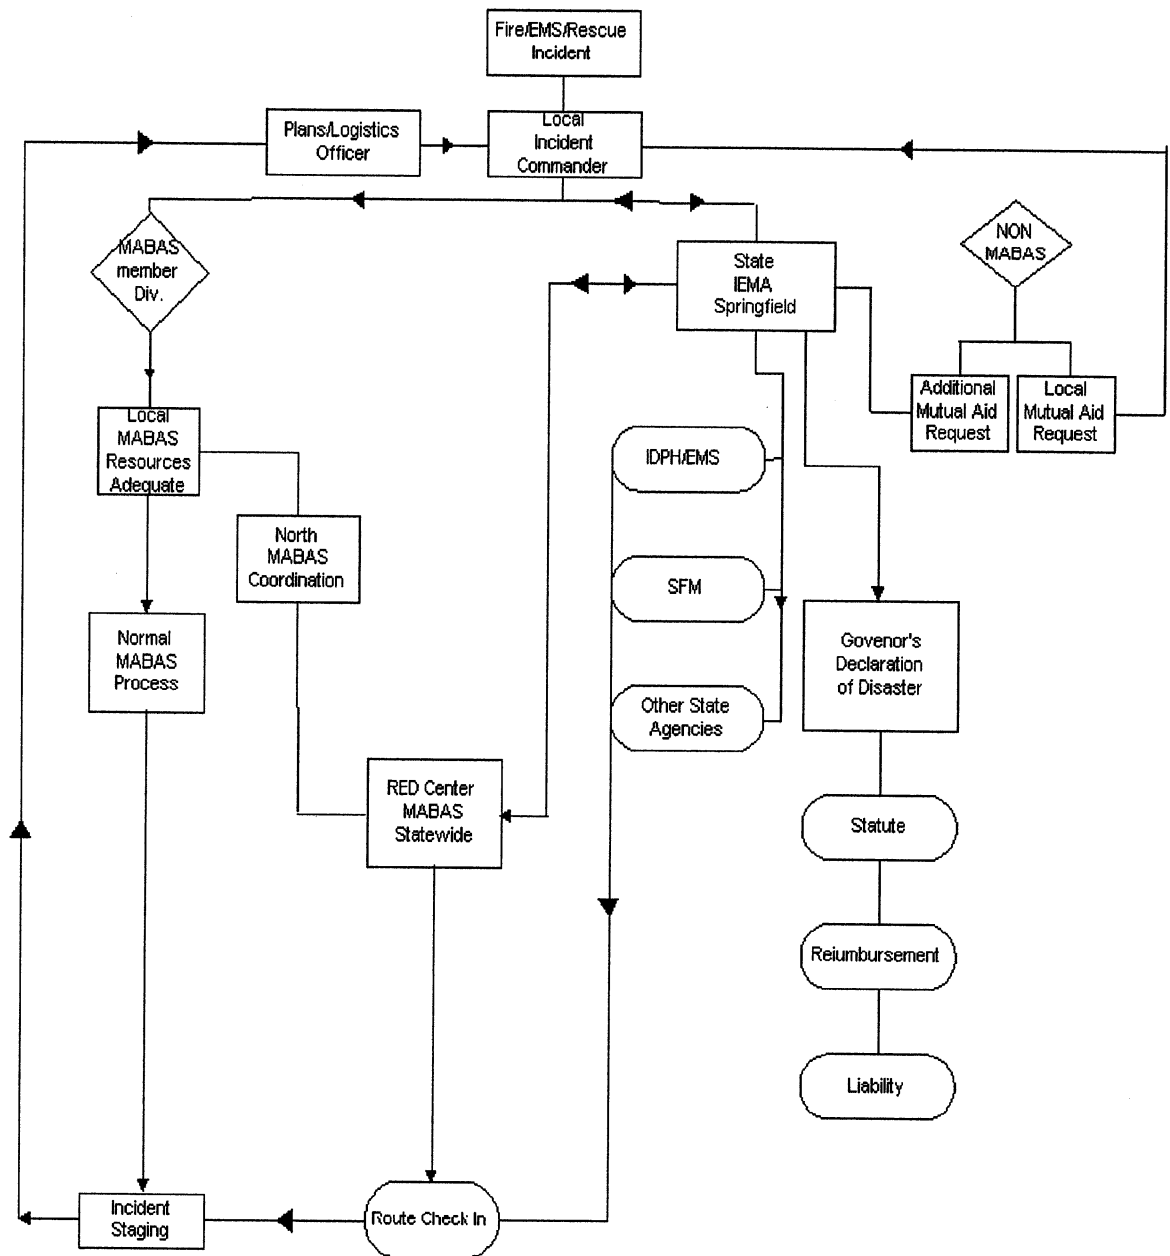 Fire/EMS/Rescue
Incident
Plans/Logistics
Officer
Local
Incident
Commander
MABAS
member
Div.
State
IEMA
Springfield
NON
MABAS
Additional
Mutual Aid
Request
Local
Mutual Aid
Request
Local
MABAS
Resources
Adequate
IDPH/EMS
North
MABAS
Coordination
SFM
Normal
MABAS
Process
Govenor's
Declaration
of Disaster
Other State
Agencies
RED Center
MABAS
Statewide
Statute
Reiumbursement
Liability
Incident
Staging
Route Check In